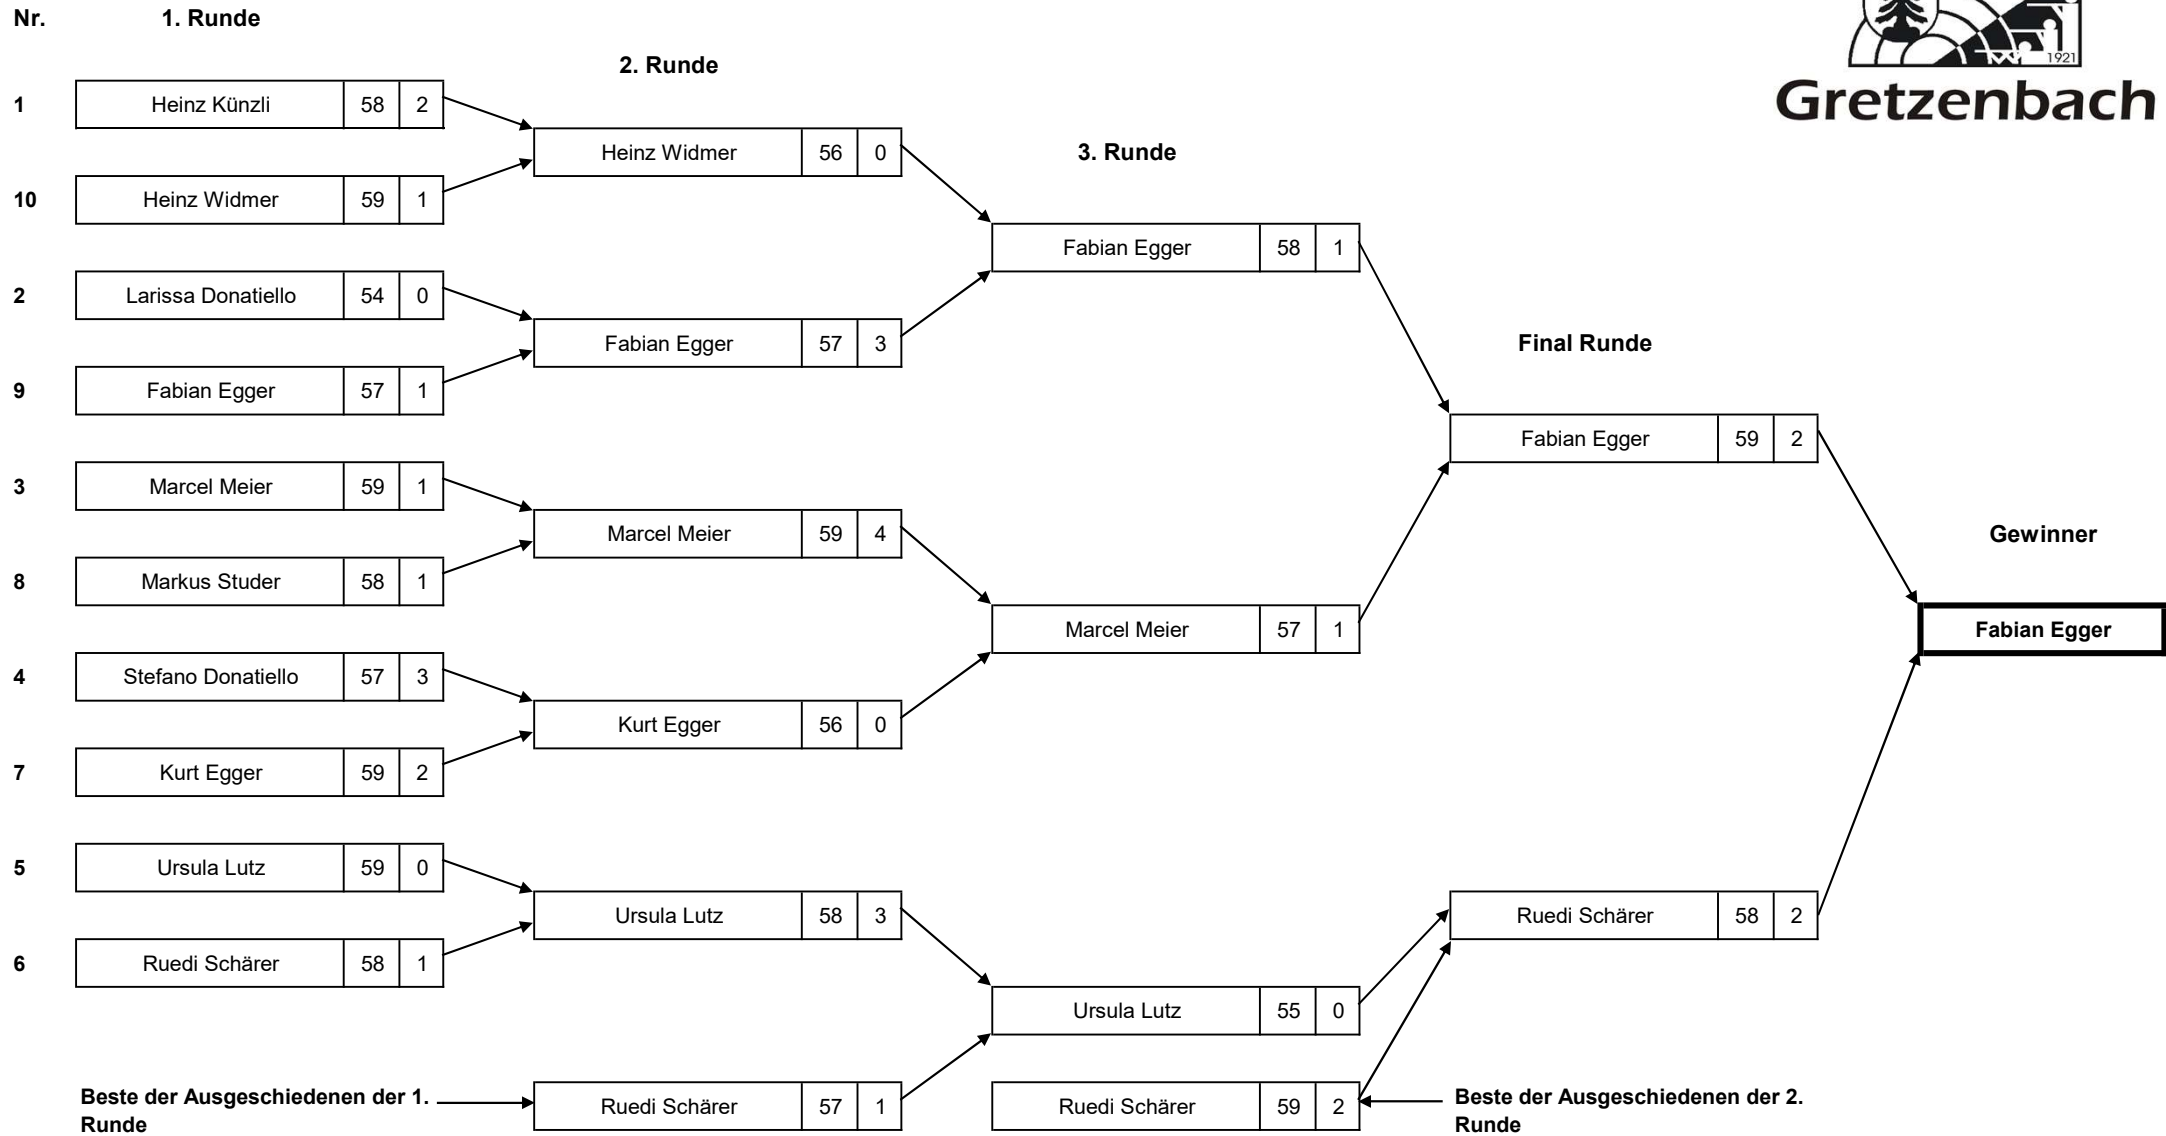 Nr. 1. Runde
1921
2. Runde
Gretzenbach
1 Heinz Künzli 58 2
Heinz Widmer 56 0
3. Runde
10 Heinz Widmer 59 1
Fabian Egger 58 1
2 Larissa Donatiello 54 0
Fabian Egger 57 3
Final Runde
9 Fabian Egger 57 1
Fabian Egger 59 2
3 Marcel Meier 59 1
Marcel Meier 59 4
Gewinner
8 Markus Studer 58 1
Marcel Meier 57 1
Fabian Egger
4 Stefano Donatiello 57 3
Kurt Egger 56 0
7 Kurt Egger 59 2
5 Ursula Lutz 59 0
Ursula Lutz 58 3
Ruedi Schärer 58 2
6 Ruedi Schärer 58 1
Ursula Lutz 55 0
Beste der Ausgeschiedenen der 1.
Runde
Ruedi Schärer 57 1
Ruedi Schärer 59 2
Beste der Ausgeschiedenen der 2.
Runde